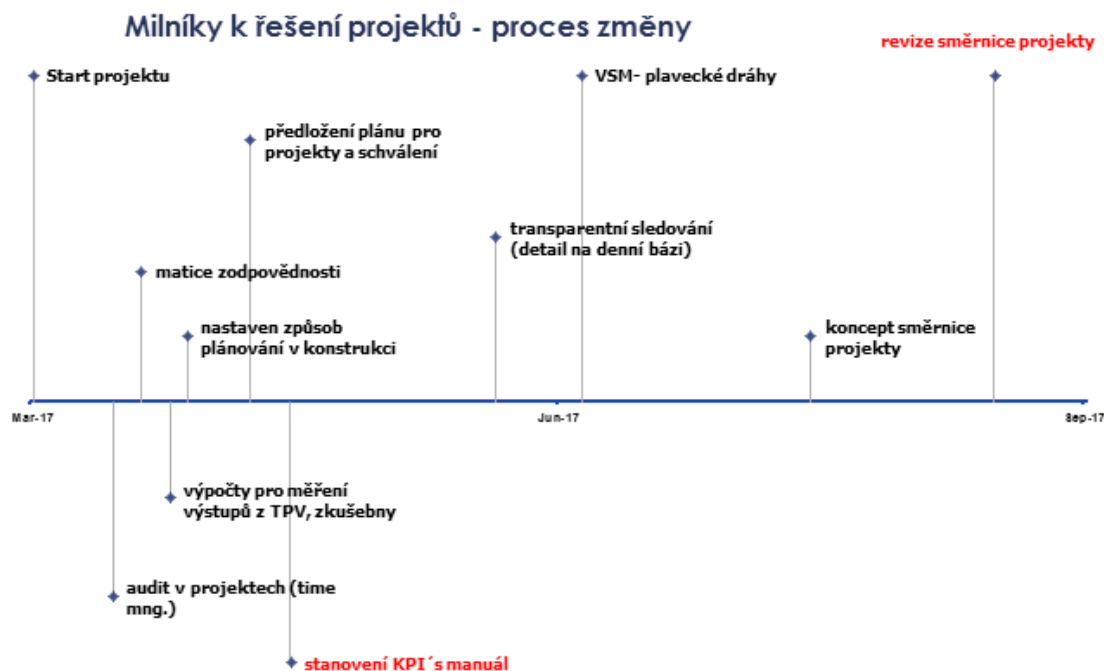 Milníky k řešení projektů - proces změny
revize směrnice projekty
Start projektu
VSM- plavecké dráhy
předložení plánu pro
projekty a schválení
transparentní sledování
(detail na denní bázi)
matice zodpovědnosti
nastaven způsob
plánování v konstrukci
koncept směrnice
projekty
Mar-17
Jun-17
Sep-17
výpočty pro měření
výstupů z TPV, zkušebny
audit v projektech (time
mng.)
stanovení KPI´s manuál